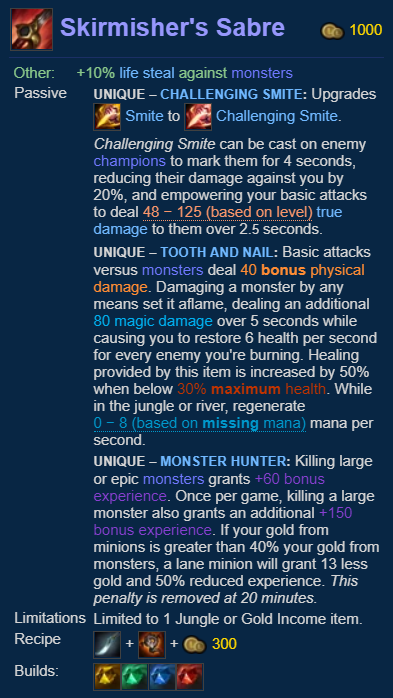 Skirmisher's Sabre 1000
Other: +10% life steal against monsters
Passive UNIQUE – CHALLENGING SMITE: Upgrades
Smite to Challenging Smite.
Challenging Smite can be cast on enemy
champions to mark them for 4 seconds,
reducing their damage against you by
20%, and empowering your basic attacks
to deal 48 − 125 (based on level) true
damage to them over 2.5 seconds.
UNIQUE – TOOTH AND NAIL: Basic attacks
versus monsters deal 40 bonus physical
damage. Damaging a monster by any
means set it aflame, dealing an additional
80 magic damage over 5 seconds while
causing you to restore 6 health per second
for every enemy you're burning. Healing
provided by this item is increased by 50%
when below 30% maximum health. While
in the jungle or river, regenerate
0 − 8 (based on missing mana) mana per
second.
UNIQUE – MONSTER HUNTER: Killing large
or epic monsters grants +60 bonus
experience. Once per game, killing a large
monster also grants an additional +150
bonus experience. If your gold from
minions is greater than 40% your gold from
monsters, a lane minion will grant 13 less
gold and 50% reduced experience. This
penalty is removed at 20 minutes.
Limitations Limited to 1 Jungle or Gold Income item.
Recipe + + 300
Builds: